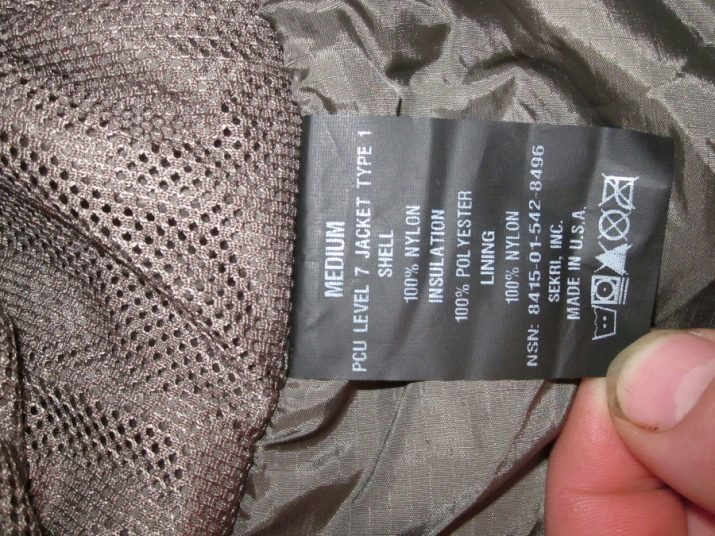 MEDIUM
PCU LEVEL 7 JACKET TYPE 1
SHELL
100% NYLON
INSULATION
100% POLYESTER
LINING
100% NYLON
NSN: 8415-01-542-8496
SEKRI, INC.
MADE IN U.S.A.